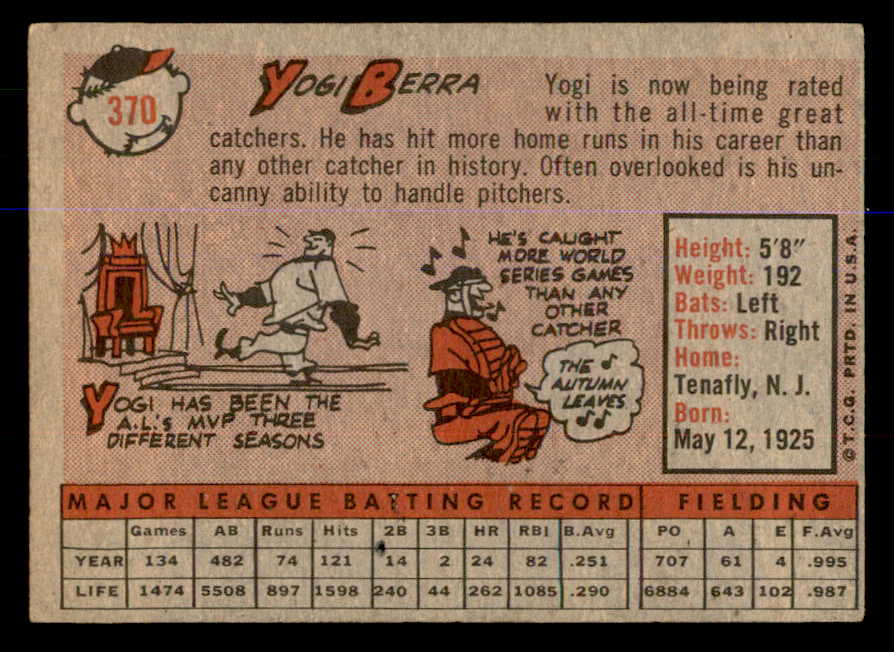 370
YOGI BERRA
Yogi is now being rated
with the all-time great
catchers. He has hit more home runs in his career than
any other catcher in history. Often overlooked is his un-
canny ability to handle pitchers.
YOGI HAS BEEN THE
A.L.'s MVP THREE
DIFFERENT SEASONS
HE'S CAUGHT
MORE WORLD
SERIES GAMES
THAN ANY
OTHER
CATCHER
THE
AUTUMN
LEAVES
Height: 5'8"
Weight: 192
Bats: Left
Throws: Right
Home:
Tenafly, N. J.
Born:
May 12, 1925
©T.C.G. PRTD. IN U.S.A.
MAJOR LEAGUE BATTING RECORD FIELDING
Games AB Runs Hits 2B 3B HR RBI B.Avg PO A E F.Avg
YEAR 134 482 74 121 14 2 24 82 .251 707 61 4 .995
LIFE 1474 5508 897 1598 240 44 262 1085 .290 6884 643 102 .987